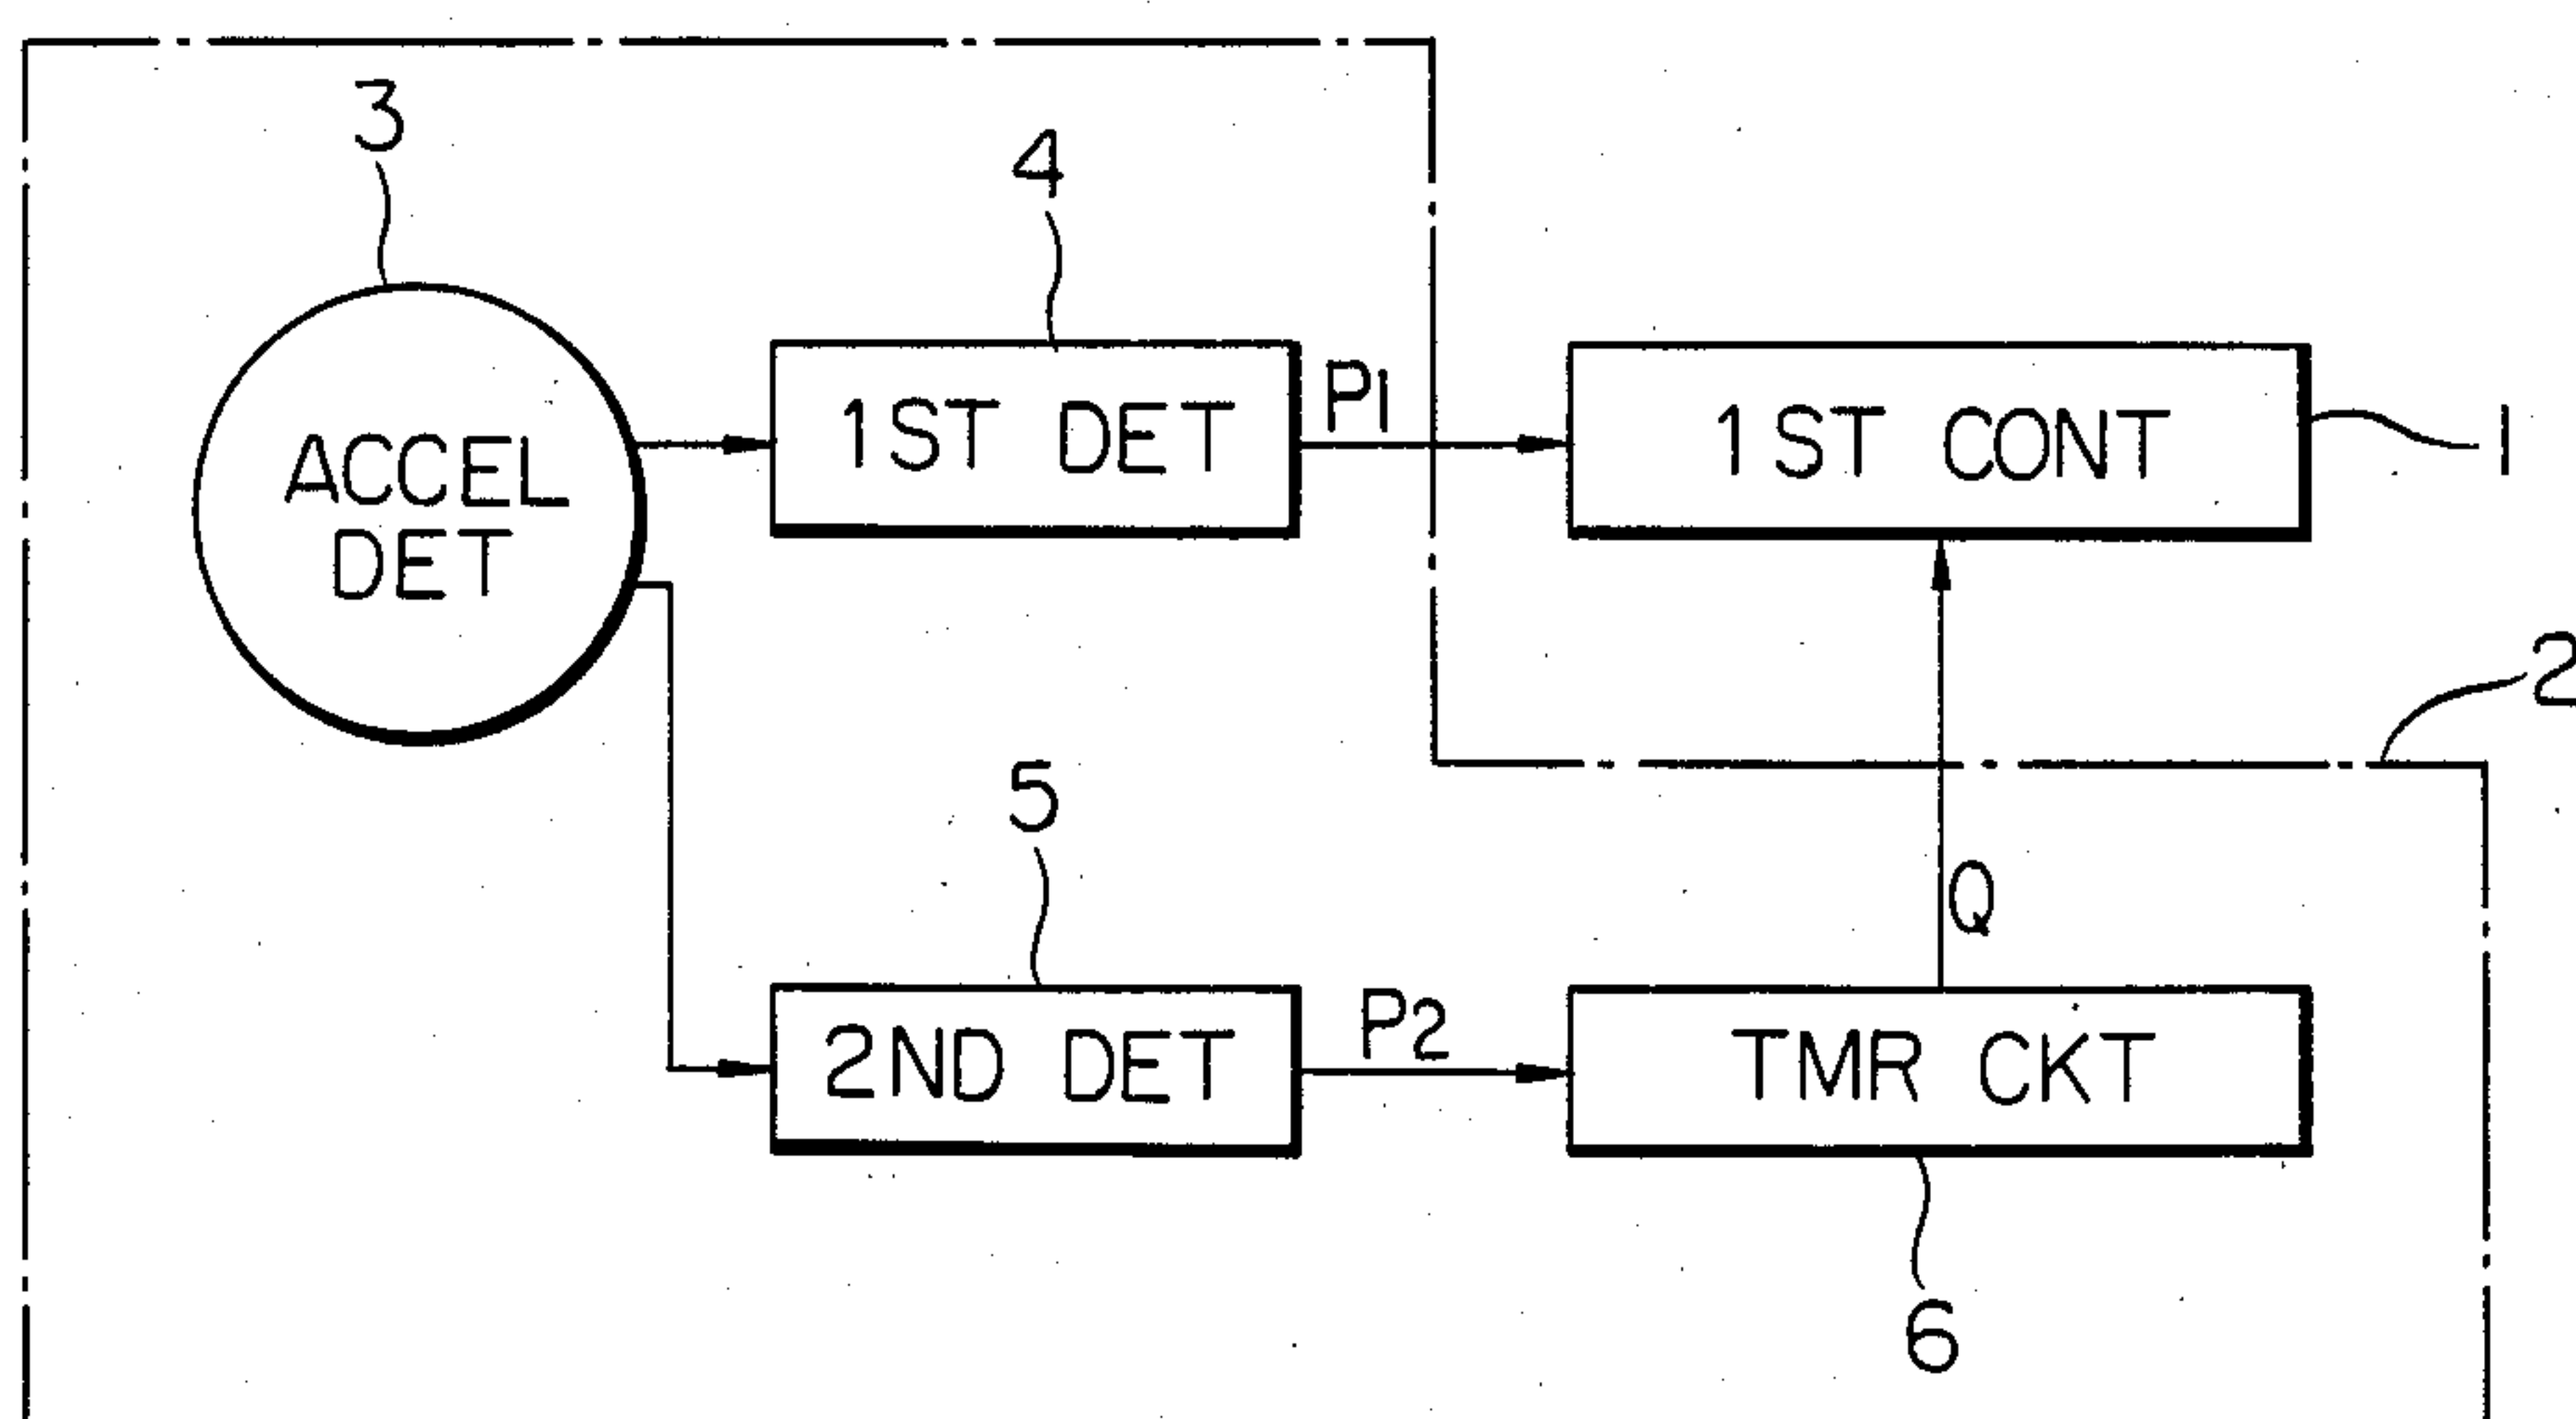 3
4
ACCEL
DET
1ST DET
P1
1ST CONT
1
2
5
Q
2ND DET
P2
TMR CKT
6